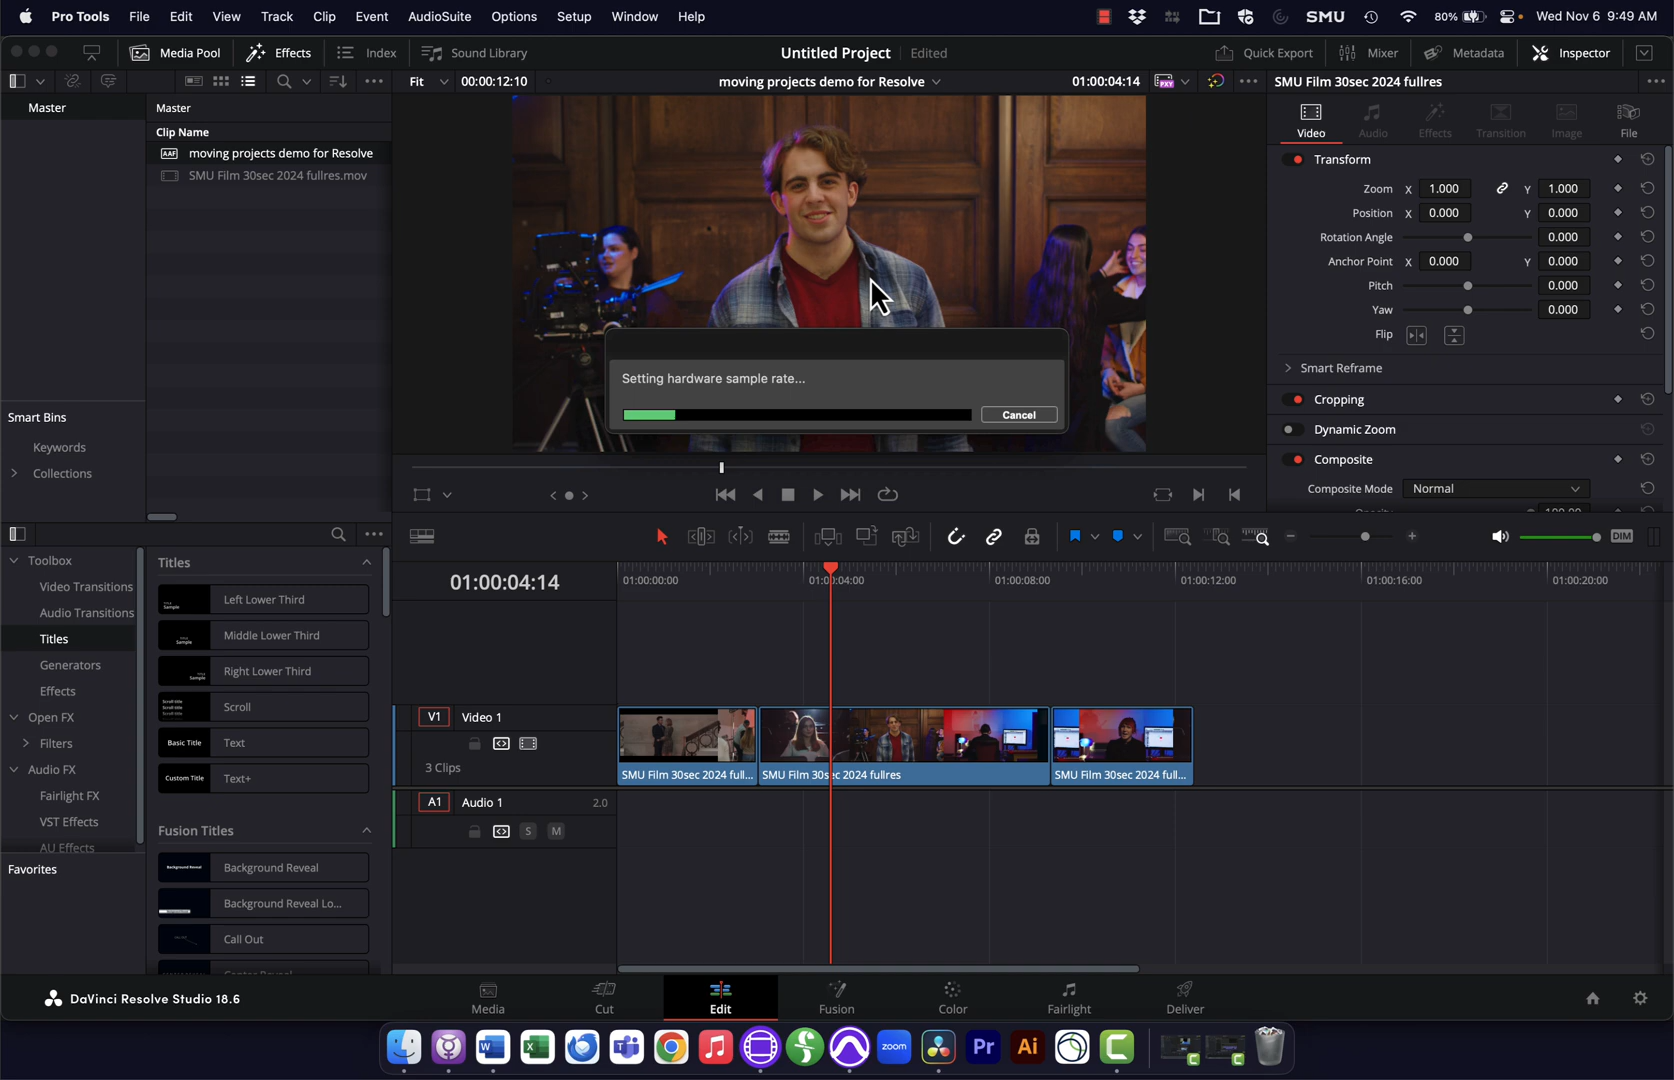 Pro Tools File Edit View Track Clip Event AudioSuite Options Setup Window Help SMU 80% Wed Nov 6 9:49 AM
Media Pool Effects Index Sound Library Untitled Project Edited Quick Export Mixer Metadata Inspector
Fit 00:00:12:10 moving projects demo for Resolve 01:00:04:14 PXY SMU Film 30sec 2024 fullres
Master
Master
Clip Name
AAF moving projects demo for Resolve
SMU Film 30sec 2024 fullres.mov
Smart Bins
Keywords
Collections
Video Audio Effects Transition Image File
Transform
Zoom X 1.000 Y 1.000
Position X 0.000 Y 0.000
Rotation Angle 0.000
Anchor Point X 0.000 Y 0.000
Pitch 0.000
Yaw 0.000
Flip
Smart Reframe
Cropping
Dynamic Zoom
Composite
Composite Mode Normal
Setting hardware sample rate...
Cancel
Toolbox
Video Transitions
Audio Transitions
Titles
Generators
Effects
Open FX
Filters
Audio FX
Fairlight FX
VST Effects
AU Effects
Favorites
Titles
Left Lower Third
Middle Lower Third
Right Lower Third
Scroll
Basic Title Text
Custom Title Text+
Fusion Titles
Background Reveal Background Reveal
Background Reveal Lo...
Call Out
DIM
01:00:04:14
01:00:00:00 01:00:04:00 01:00:08:00 01:00:12:00 01:00:16:00 01:00:20:00
V1 Video 1
3 Clips
SMU Film 30sec 2024 full... SMU Film 30sec 2024 fullres SMU Film 30sec 2024 full...
A1 Audio 1 2.0
S M
DaVinci Resolve Studio 18.6
Media Cut Edit Fusion Color Fairlight Deliver
W X T zoom Pr Ai C